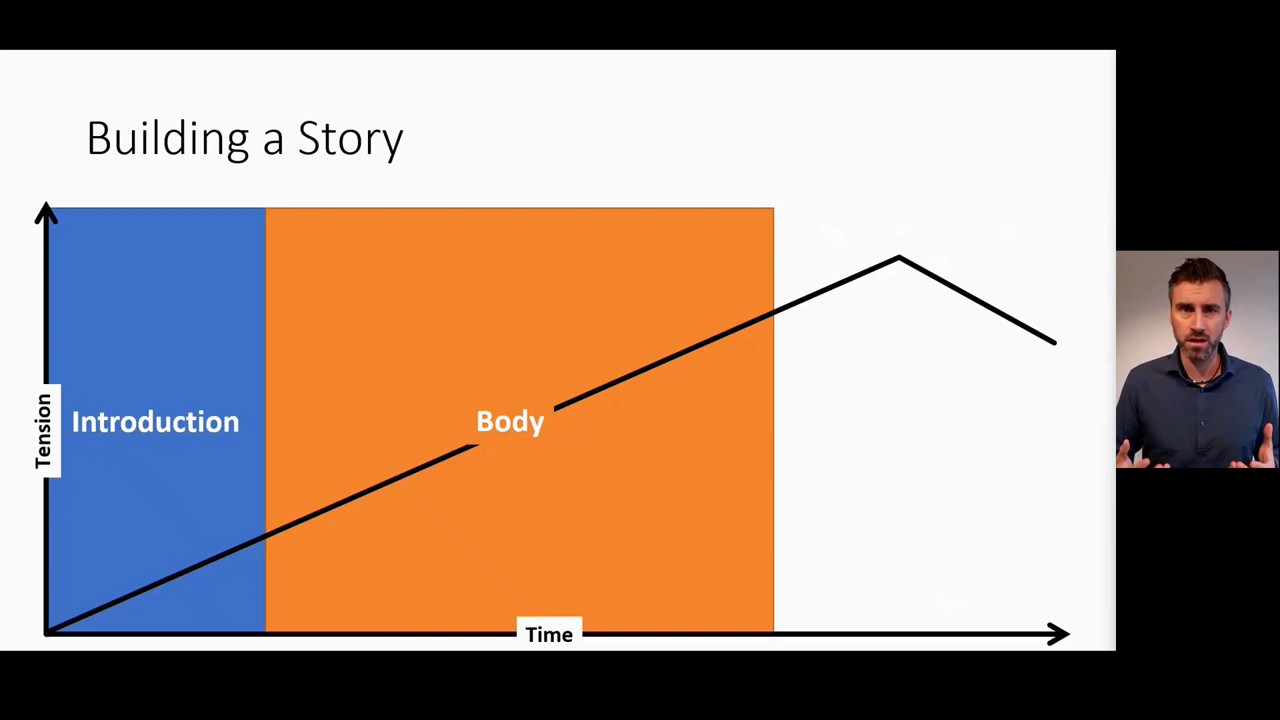 Building a Story
Tension
Introduction
Body
Time